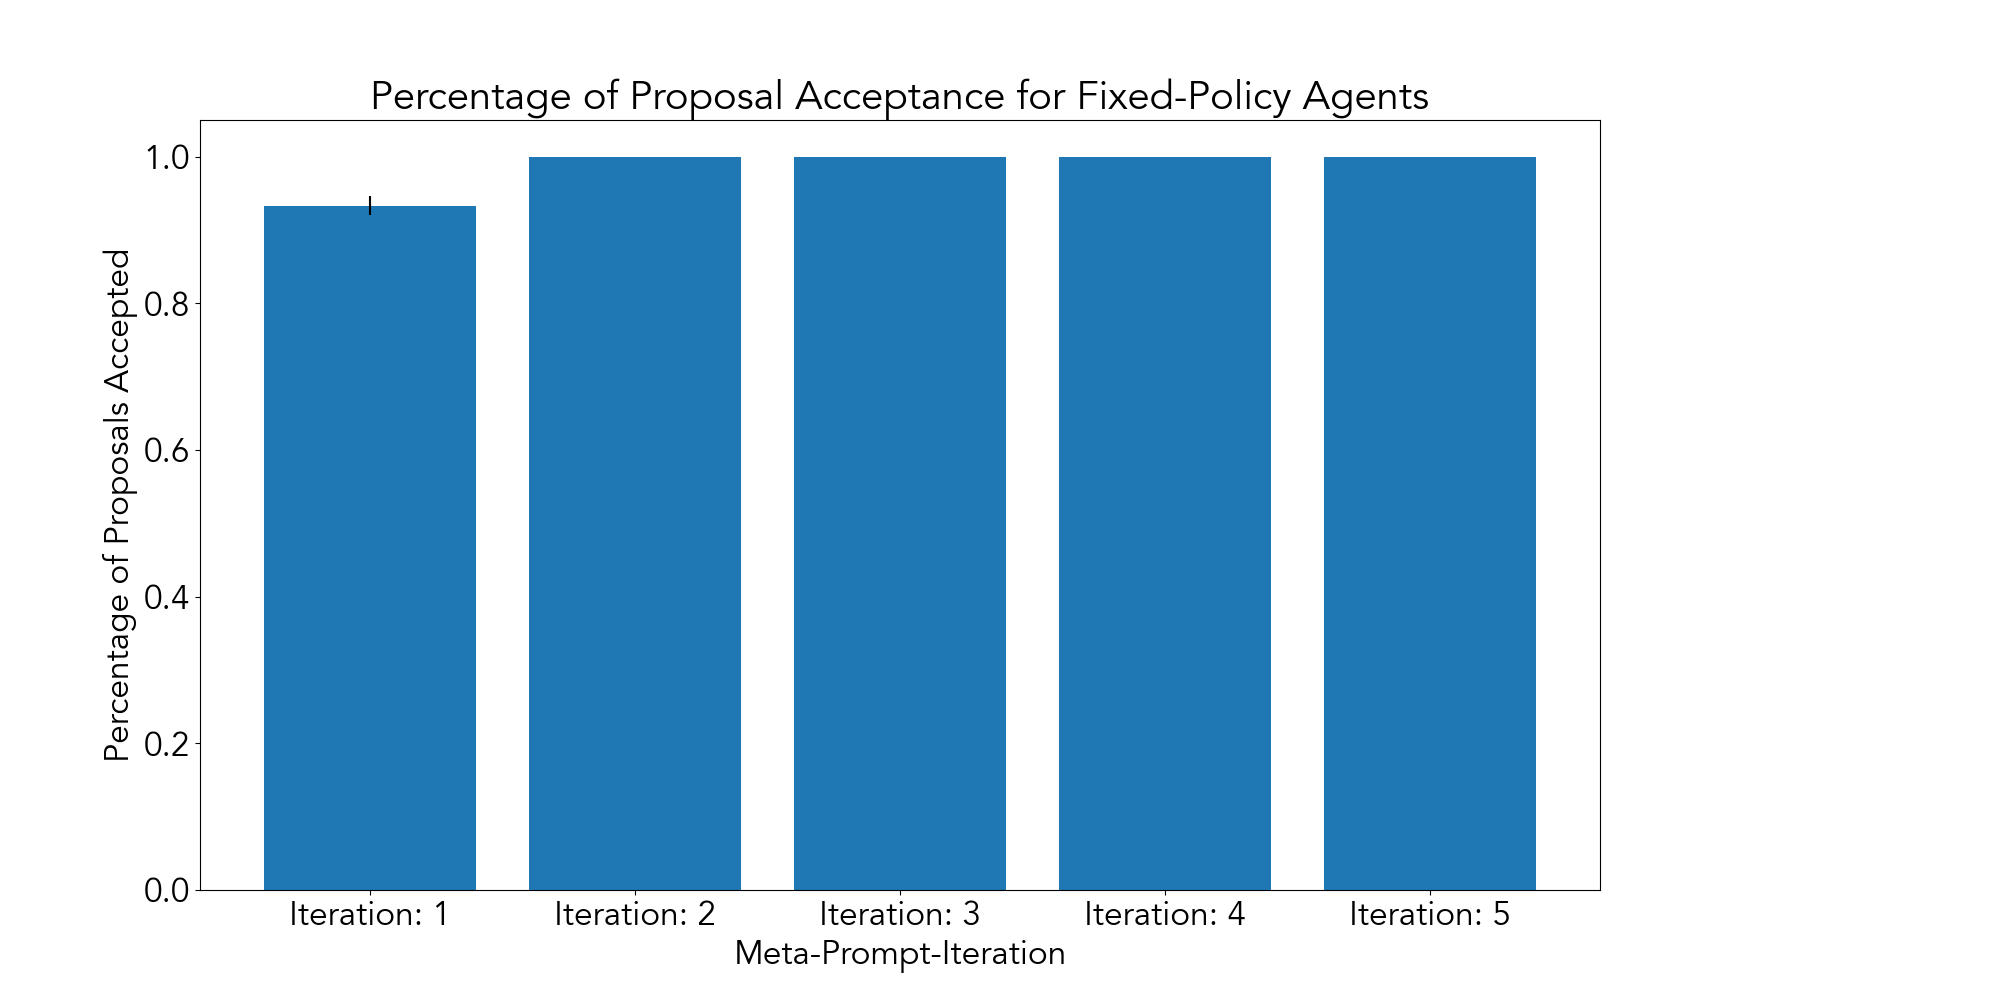 Percentage of Proposal Acceptance for Fixed-Policy Agents
Percentage of Proposals Accepted
1.0
0.8
0.6
0.4
0.2
0.0
Iteration: 1
Iteration: 2
Iteration: 3
Iteration: 4
Iteration: 5
Meta-Prompt-Iteration